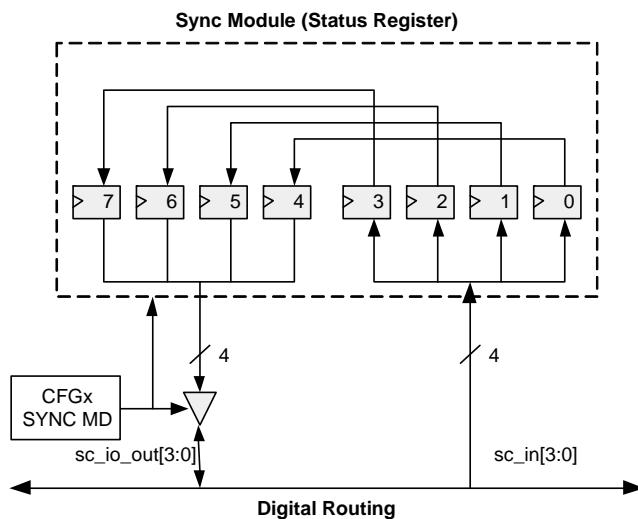 Sync Module (Status Register)
7 6 5 4 3 2 1 0
4 4
CFGx
SYNC MD
sc_io_out[3:0] sc_in[3:0]
Digital Routing